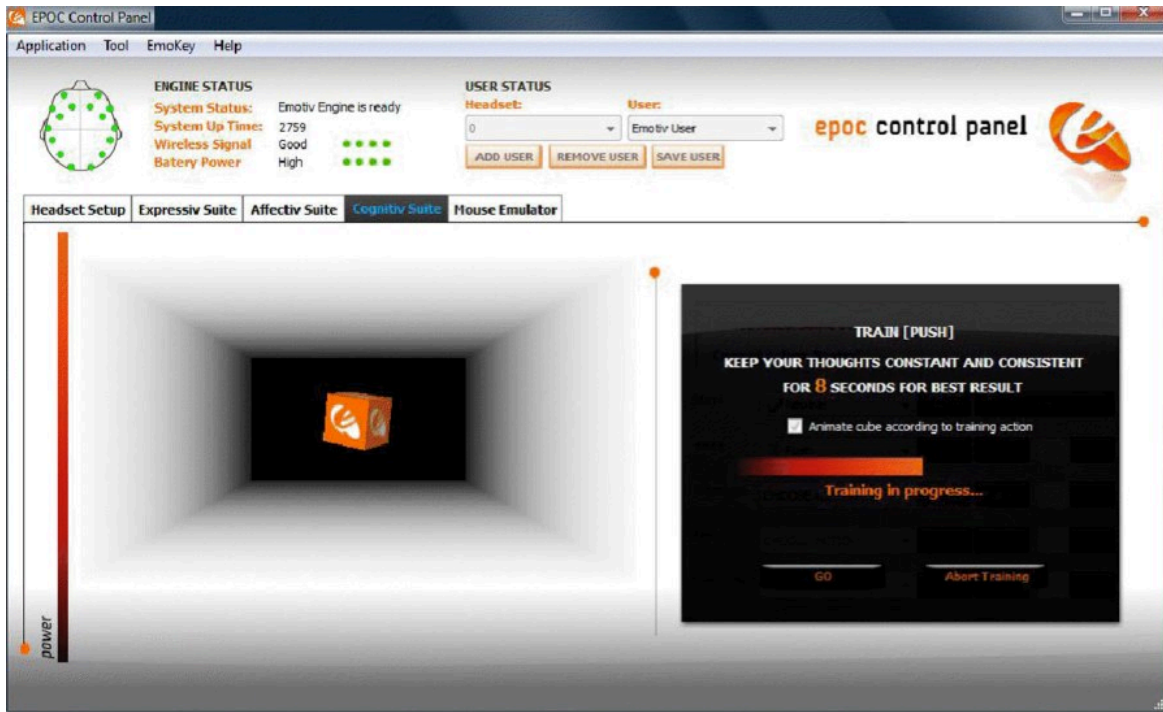 EPOC Control Panel
Application Tool EmoKey Help
ENGINE STATUS
System Status: Emotiv Engine is ready
System Up Time: 2759
Wireless Signal Good
Batery Power High
USER STATUS
Headset: User:
0 Emotiv User
ADD USER REMOVE USER SAVE USER
epoc control panel
Headset Setup Expressiv Suite Affectiv Suite Cognitiv Suite Mouse Emulator
power
TRAIN [PUSH]
KEEP YOUR THOUGHTS CONSTANT AND CONSISTENT
FOR 8 SECONDS FOR BEST RESULT
Animate cube according to training action
Training in progress...
GO Abort Training